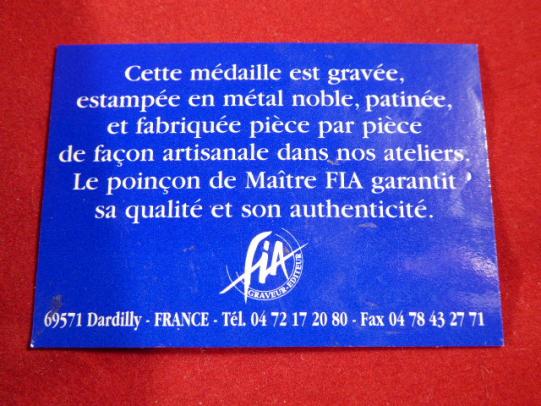 Cette médaille est gravée,
estampée en métal noble, patinée,
et fabriquée pièce par pièce
de façon artisanale dans nos ateliers.
Le poinçon de Maître FIA garantit
sa qualité et son authenticité.
fiA
GRAVEUR-EDITEUR
69571 Dardilly - FRANCE - Tél. 04 72 17 20 80 - Fax 04 78 43 27 71